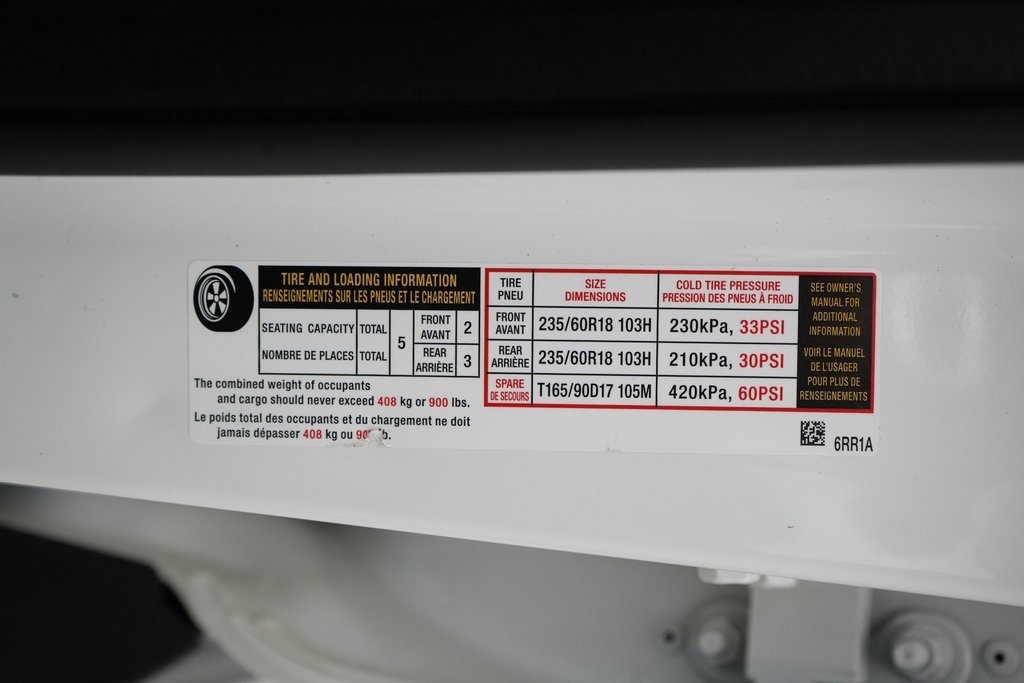 TIRE AND LOADING INFORMATION
RENSEIGNEMENTS SUR LES PNEUS ET LE CHARGEMENT
SEATING CAPACITY TOTAL 5 FRONT AVANT 2
NOMBRE DE PLACES TOTAL REAR ARRIÈRE 3
The combined weight of occupants
and cargo should never exceed 408 kg or 900 lbs.
Le poids total des occupants et du chargement ne doit
jamais dépasser 408 kg ou lb.
TIRE PNEU SIZE DIMENSIONS COLD TIRE PRESSURE PRESSION DES PNEUS À FROID
FRONT AVANT 235/60R18 103H 230kPa, 33PSI
REAR ARRIÈRE 235/60R18 103H 210kPa, 30PSI
SPARE DE SECOURS T165/90D17 105M 420kPa, 60PSI
SEE OWNER'S
MANUAL FOR
ADDITIONAL
INFORMATION
VOIR LE MANUEL
DE L'USAGER
POUR PLUS DE
RENSEIGNEMENTS
6RR1A